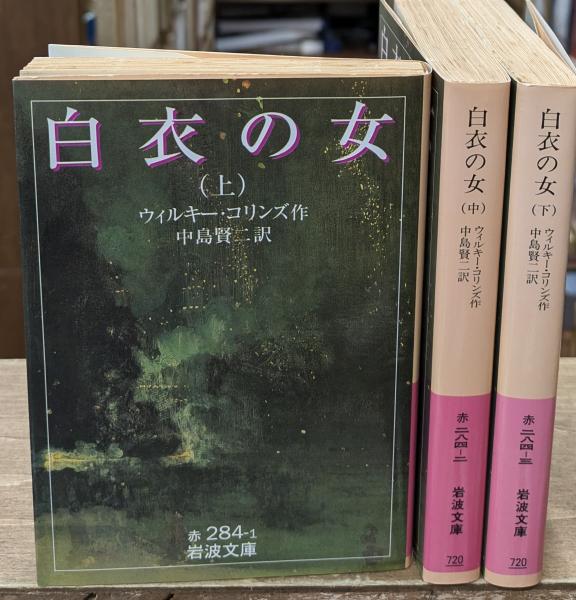 白衣の女
（上）
ウィルキー・コリンズ作
中島賢二訳
赤 284-1
岩波文庫
白衣の女（中）
ウィルキー・コリンズ作
中島賢二訳
赤 二八四-二
岩波文庫
720
白衣の女（下）
ウィルキー・コリンズ作
中島賢二訳
赤 二八四-三
岩波文庫
720
白